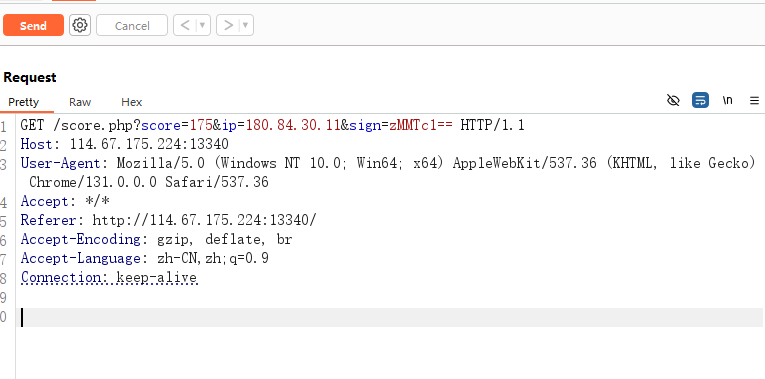 Send Cancel < ▼ > ▼
Request
Pretty Raw Hex \n
1 GET /score.php?score=175&ip=180.84.30.11&sign=zMMTc1== HTTP/1.1
2 Host: 114.67.175.224:13340
3 User-Agent: Mozilla/5.0 (Windows NT 10.0; Win64; x64) AppleWebKit/537.36 (KHTML, like Gecko)
Chrome/131.0.0.0 Safari/537.36
4 Accept: */*
5 Referer: http://114.67.175.224:13340/
6 Accept-Encoding: gzip, deflate, br
7 Accept-Language: zh-CN,zh;q=0.9
8 Connection: keep-alive
9
0